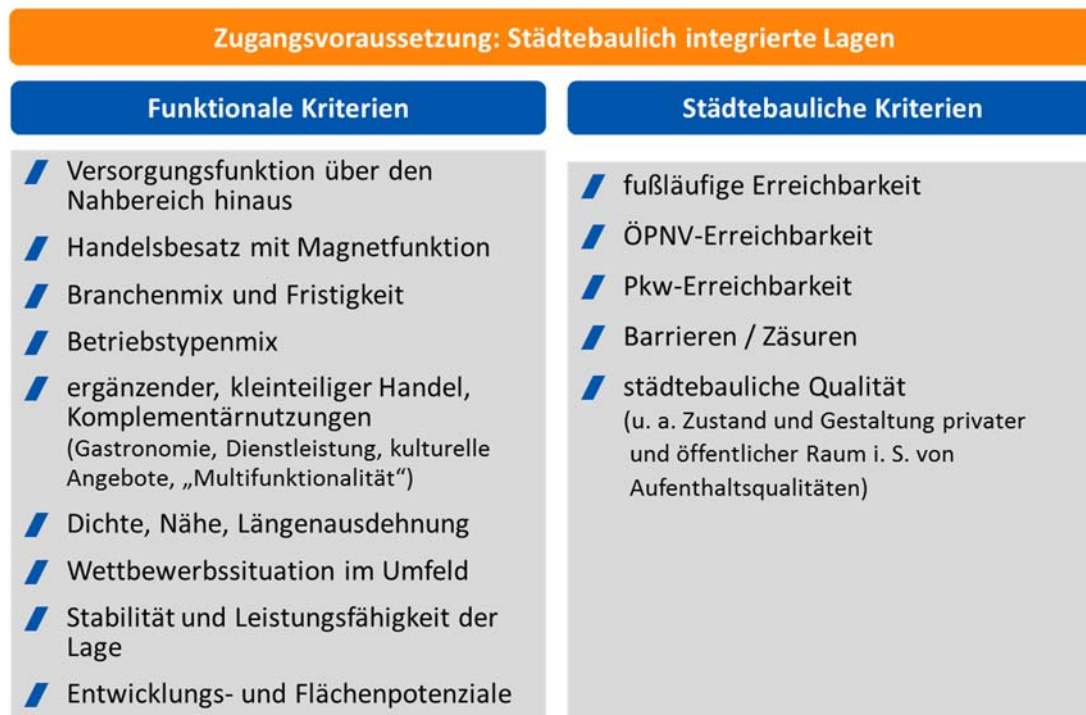 Zugangsvoraussetzung: Städtebaulich integrierte Lagen
Funktionale Kriterien
Versorgungsfunktion über den
Nahbereich hinaus
Handelsbesatz mit Magnetfunktion
Branchenmix und Fristigkeit
Betriebstypenmix
ergänzender, kleinteiliger Handel,
Komplementärnutzungen
(Gastronomie, Dienstleistung, kulturelle
Angebote, „Multifunktionalität“)
Dichte, Nähe, Längenausdehnung
Wettbewerbssituation im Umfeld
Stabilität und Leistungsfähigkeit der
Lage
Entwicklungs- und Flächenpotenziale
Städtebauliche Kriterien
fußläufige Erreichbarkeit
ÖPNV-Erreichbarkeit
Pkw-Erreichbarkeit
Barrieren / Zäsuren
städtebauliche Qualität
(u. a. Zustand und Gestaltung privater
und öffentlicher Raum i. S. von
Aufenthaltsqualitäten)